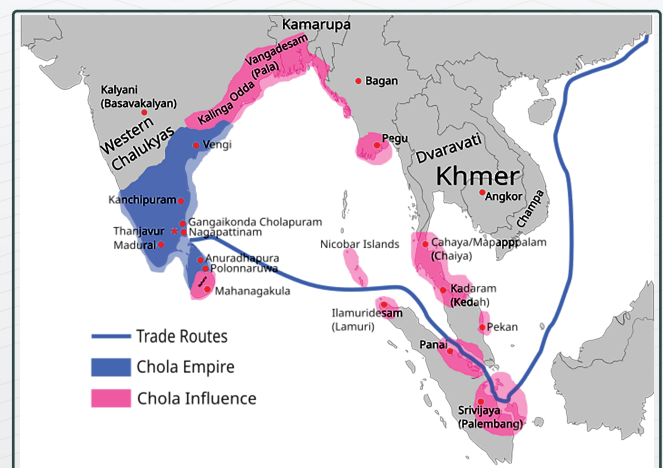 Kamarupa
Vangadesam
(Pala)
Kalinga Odda
Bagan
Kalyani
(Basavakalyan)
Western
Chalukyas
Vengi
Pegu
Dvaravati
Khmer
Angkor
Champa
Kanchipuram
Gangaikonda Cholapuram
Thanjavur
Nagapattinam
Madurai
Anuradhapura
Polonnaruwa
Mahanagakula
Nicobar Islands
Cahaya/Mapapppalam
(Chaiya)
Kadaram
(Kedah)
Ilamuridesam
(Lamuri)
Pekan
Panai
Srivijaya
(Palembang)
Trade Routes
Chola Empire
Chola Influence